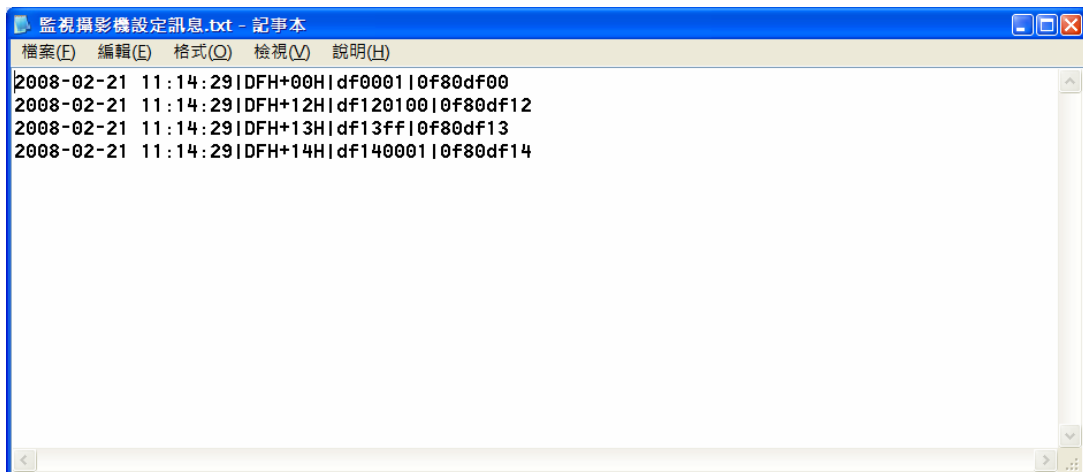 監視攝影機設定訊息.txt - 記事本
檔案(F) 編輯(E) 格式(O) 檢視(V) 說明(H)
2008-02-21 11:14:29|DFH+00H|df0001|0f80df00
2008-02-21 11:14:29|DFH+12H|df120100|0f80df12
2008-02-21 11:14:29|DFH+13H|df13ff|0f80df13
2008-02-21 11:14:29|DFH+14H|df140001|0f80df14